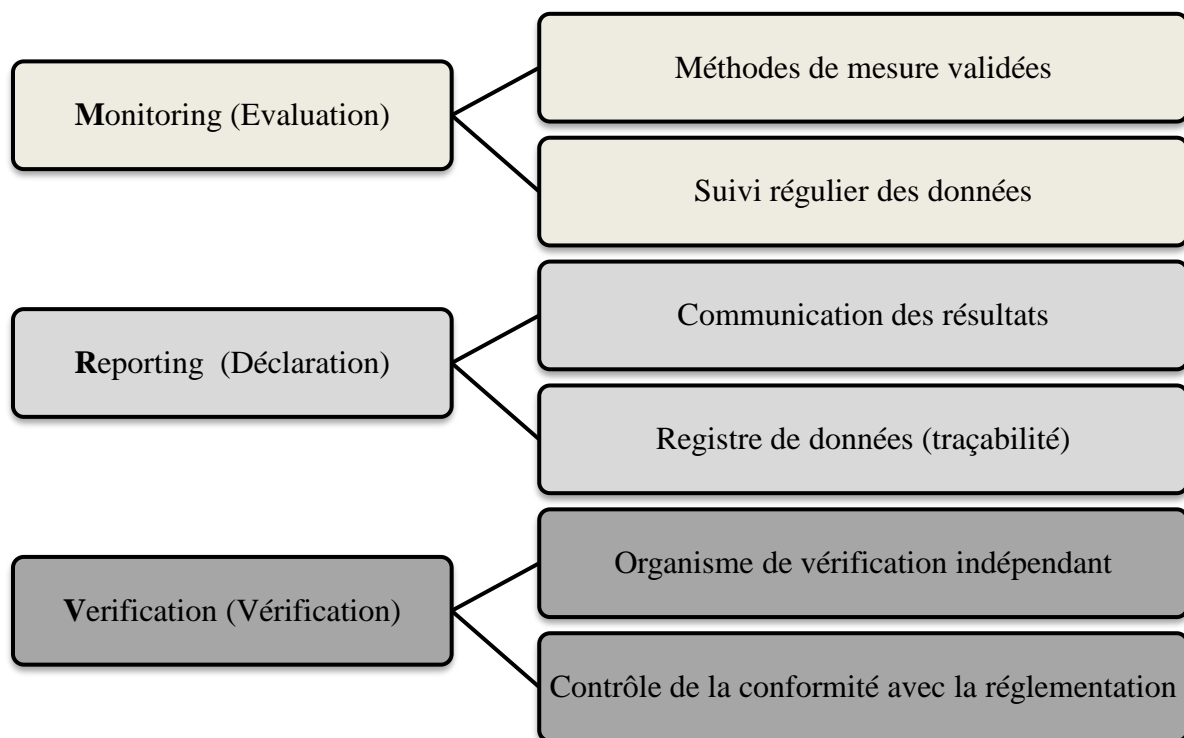 Monitoring (Evaluation)
Méthodes de mesure validées
Suivi régulier des données
Reporting (Déclaration)
Communication des résultats
Registre de données (traçabilité)
Verification (Vérification)
Organisme de vérification indépendant
Contrôle de la conformité avec la réglementation